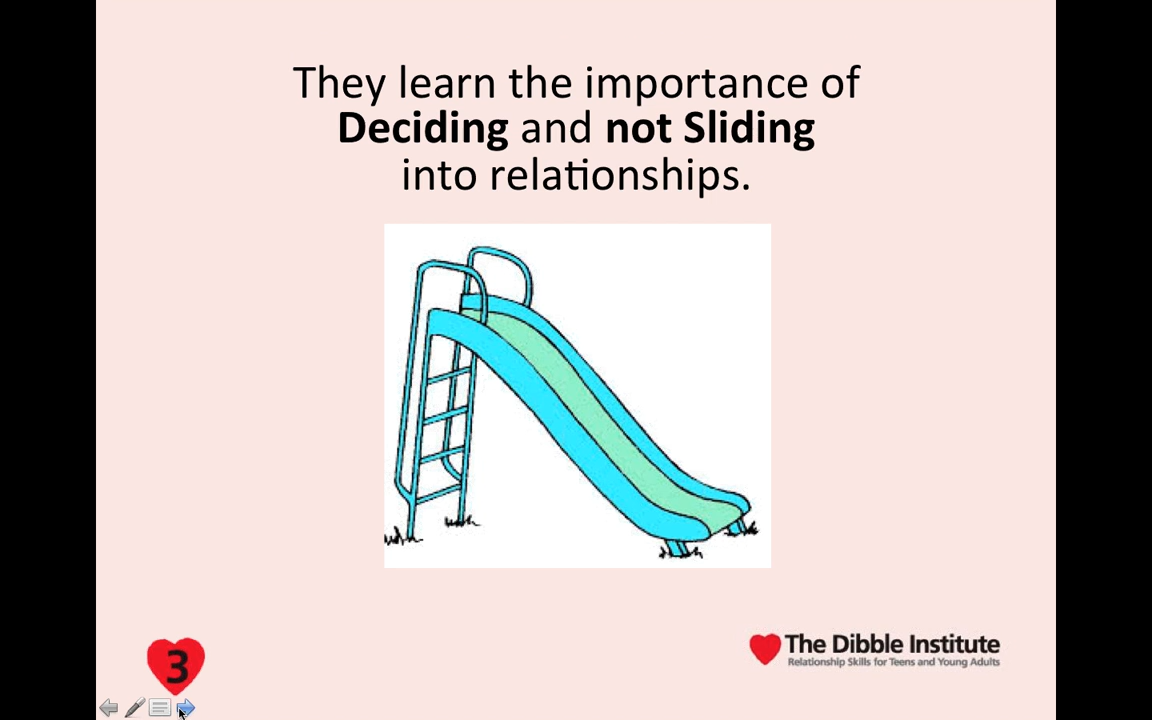 They learn the importance of
Deciding and not Sliding
into relationships.
3
The Dibble Institute
Relationship Skills for Teens and Young Adults